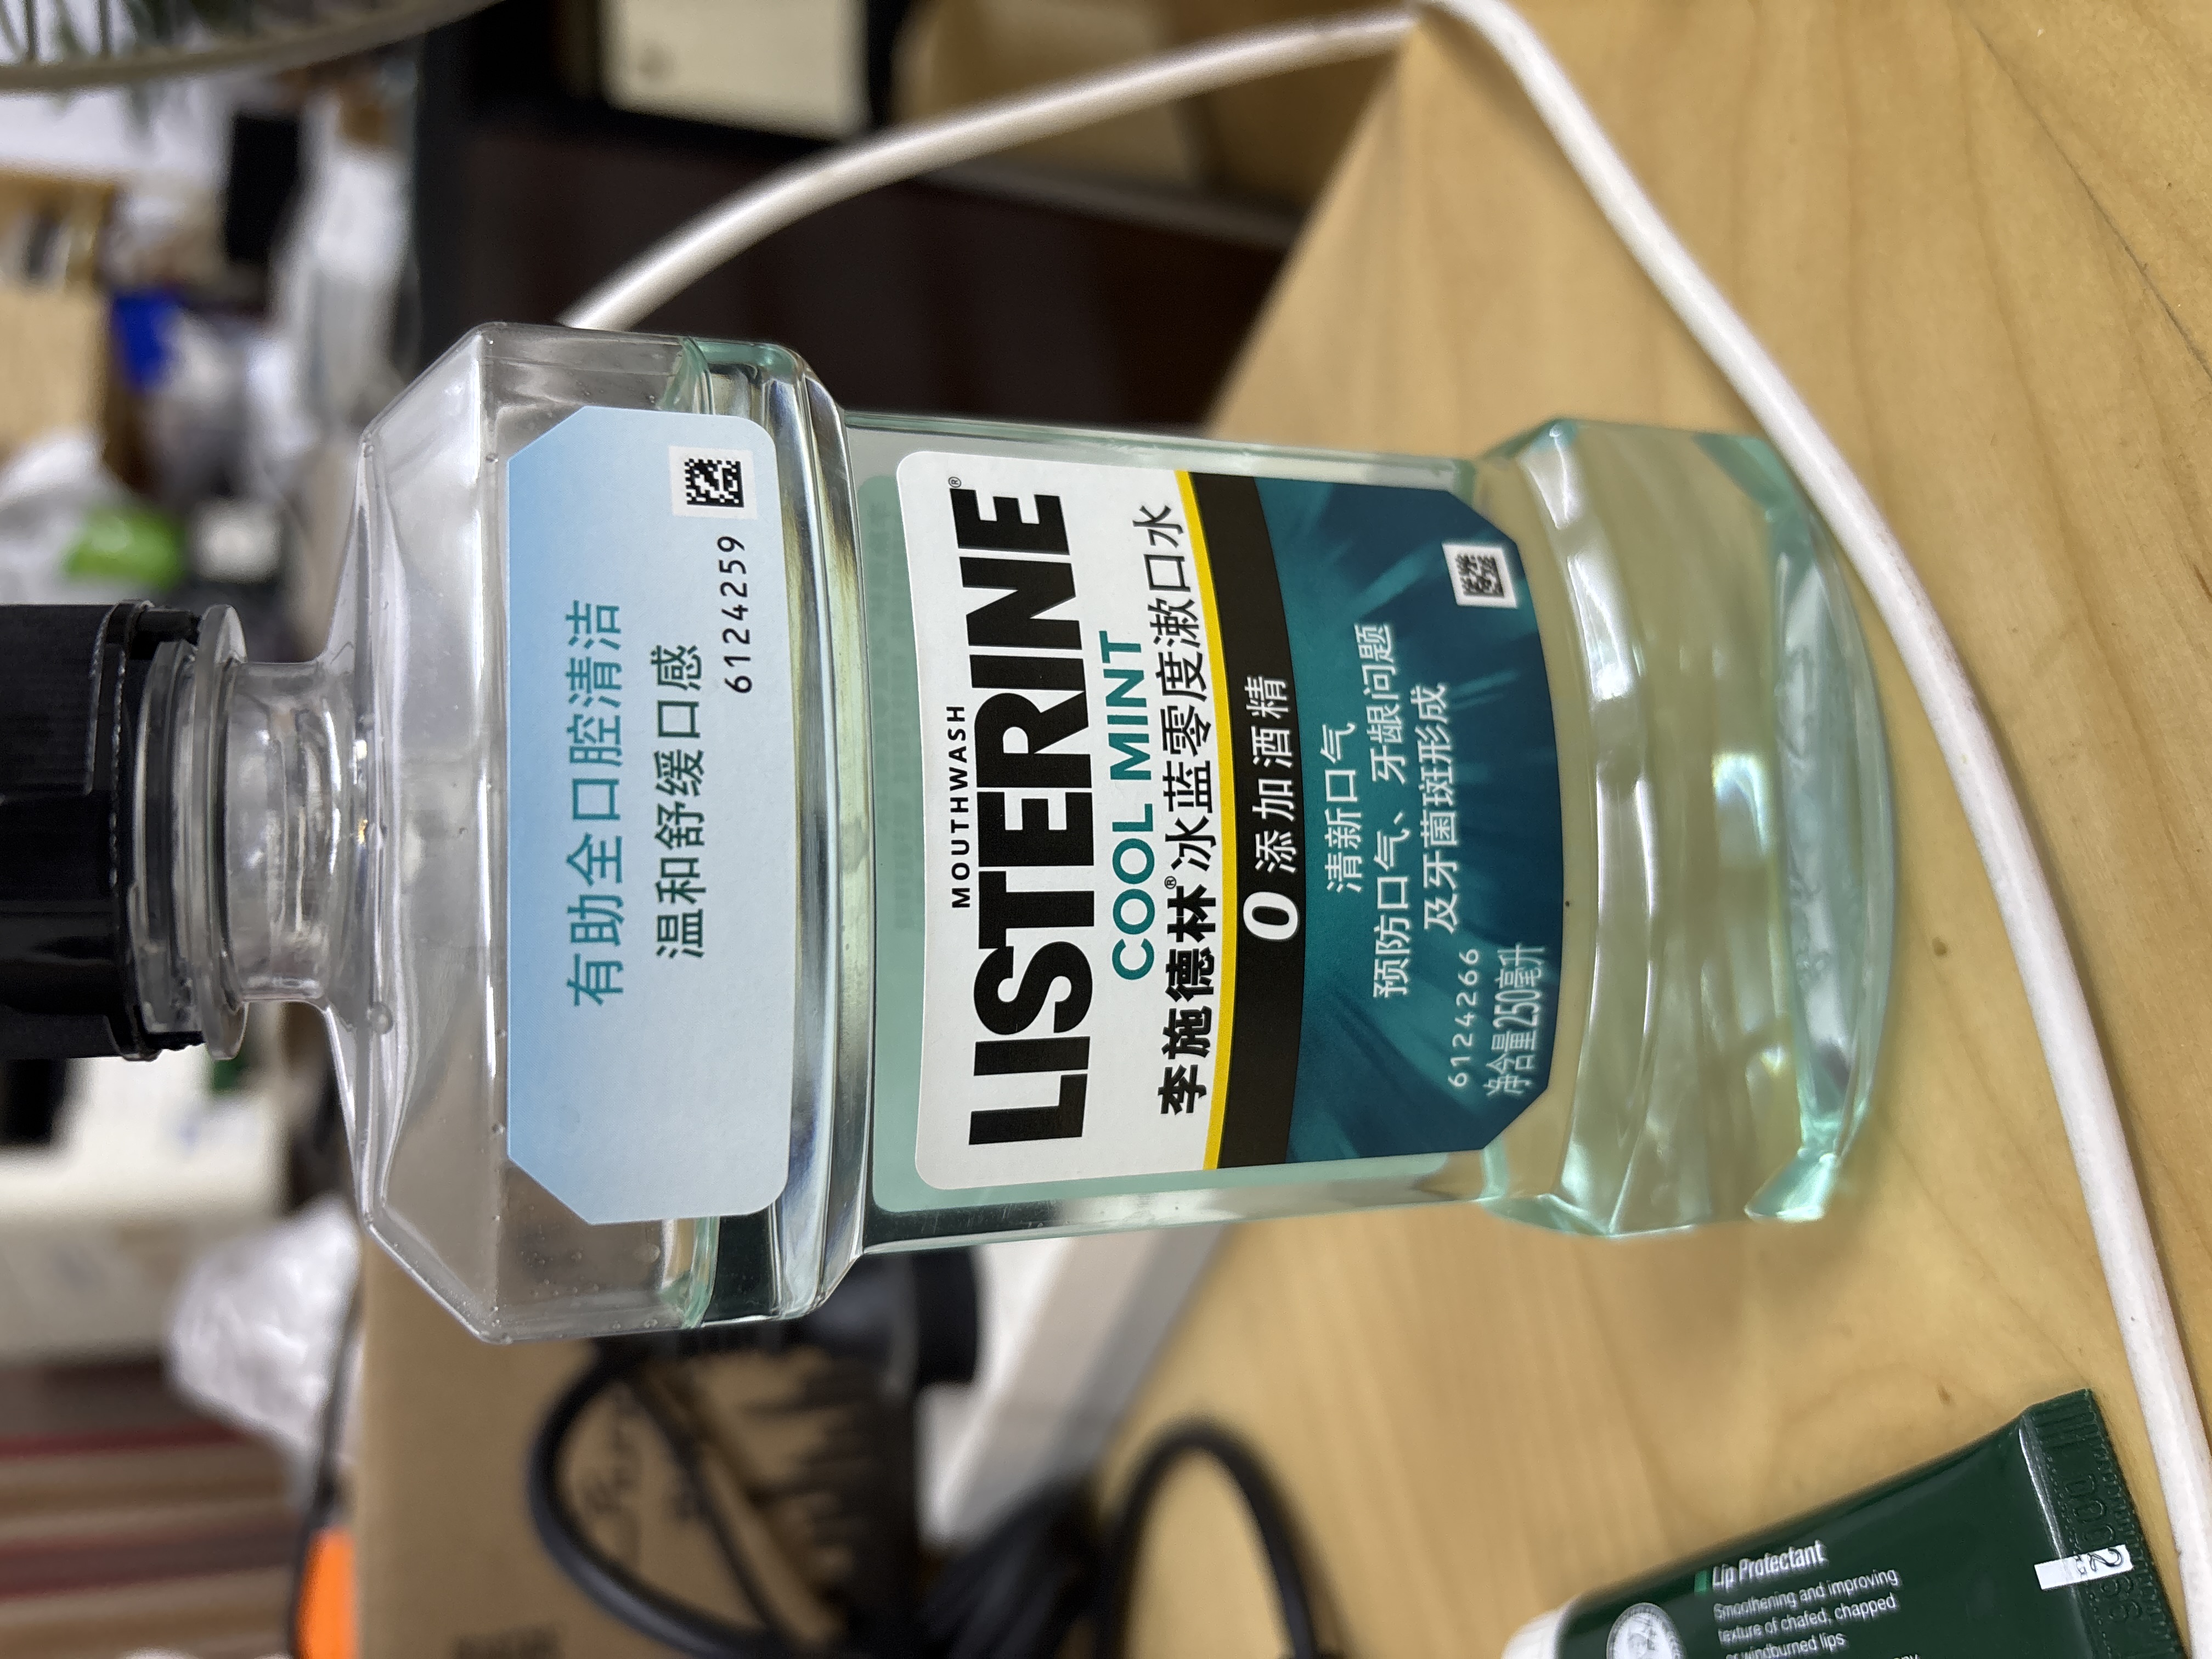 有助全口腔清洁
温和舒缓口感
6124259
MOUTHWASH
LISTERINE®
COOL MINT
李施德林®冰蓝零度漱口水
0 添加酒精
清新口气
预防口气、牙龈问题
及牙菌斑形成
6124266
净含量250毫升
Lip Protectant
Smoothening and improving
texture of chafed, chapped
or windburned lips